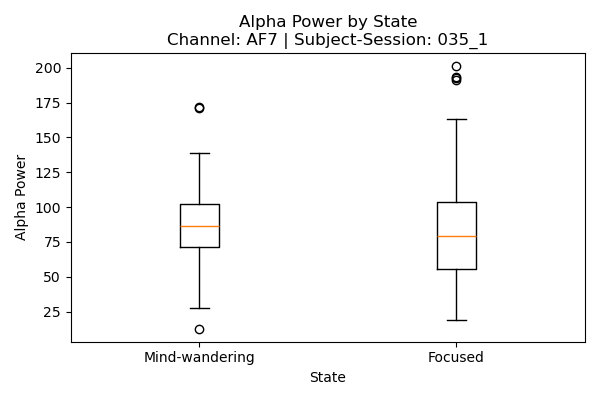 Alpha Power by State
Channel: AF7 | Subject-Session: 035_1
Alpha Power
200
175
150
125
100
75
50
25
Mind-wandering
Focused
State